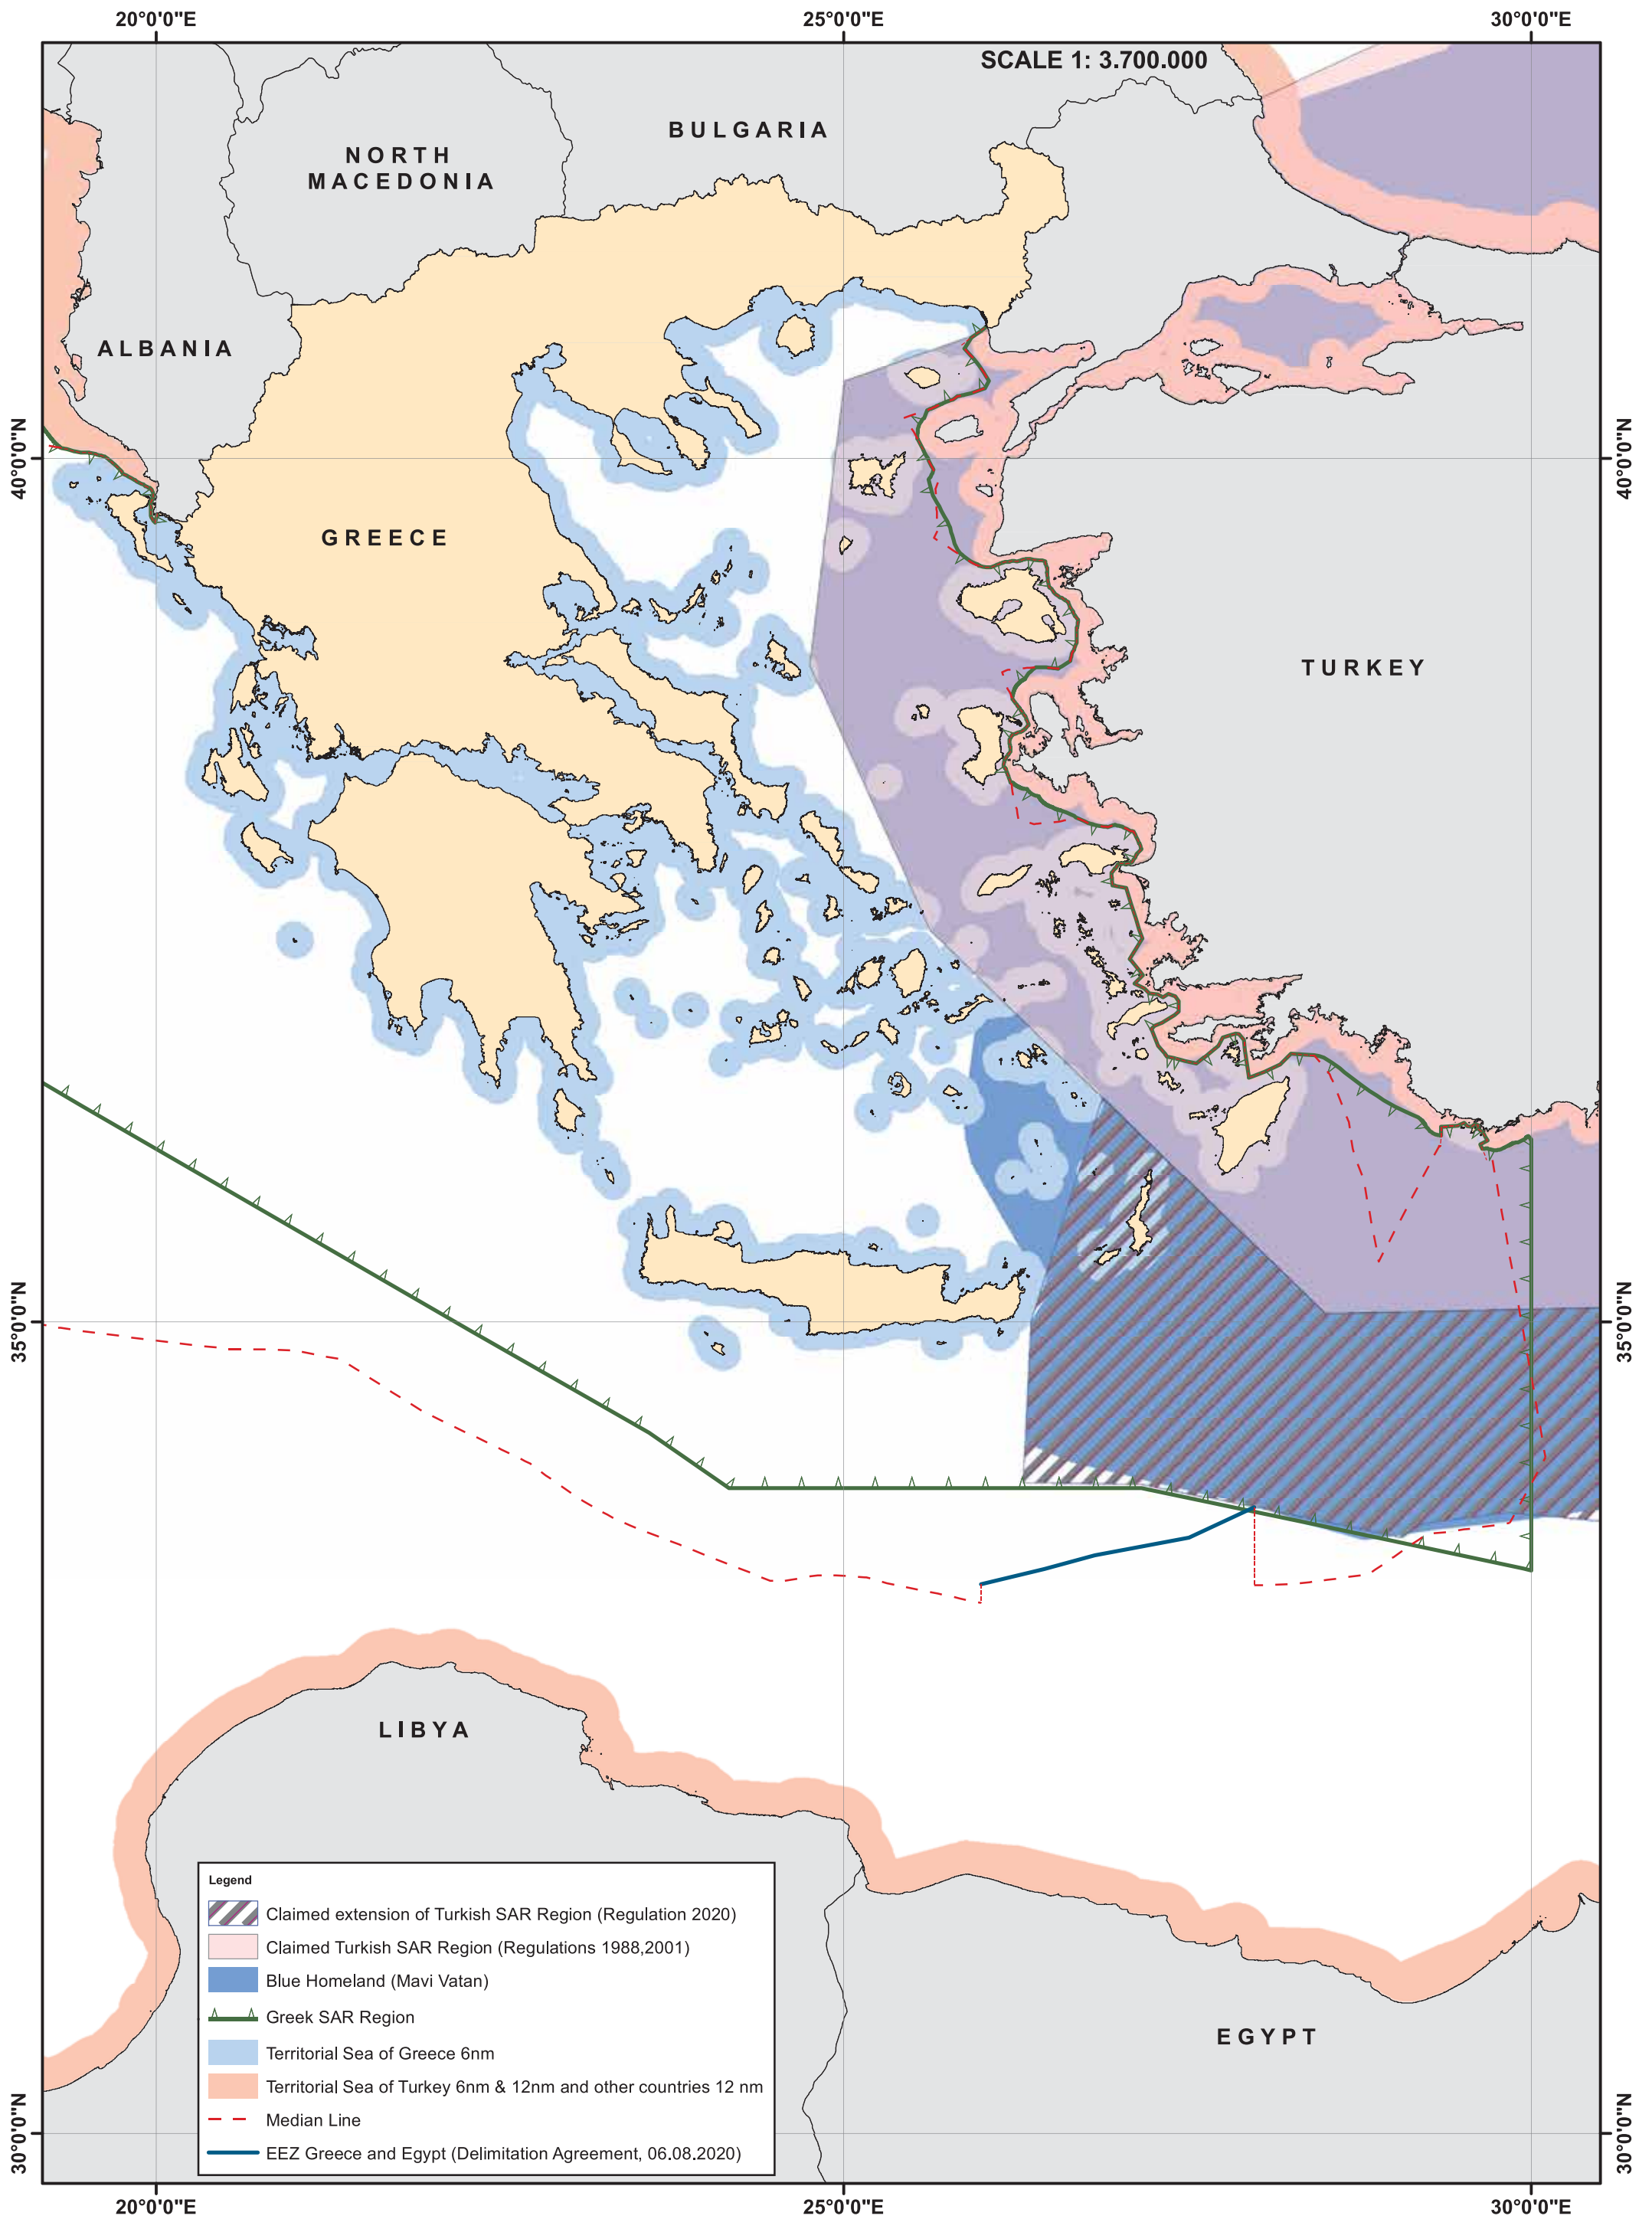 20°0'0"E
25°0'0"E
30°0'0"E
SCALE 1: 3.700.000
BULGARIA
NORTH
MACEDONIA
ALBANIA
40°0'0"N
40°0'0"N
GREECE
TURKEY
35°0'0"N
35°0'0"N
LIBYA
EGYPT
Legend
Claimed extension of Turkish SAR Region (Regulation 2020)
Claimed Turkish SAR Region (Regulations 1988,2001)
Blue Homeland (Mavi Vatan)
Greek SAR Region
Territorial Sea of Greece 6nm
Territorial Sea of Turkey 6nm & 12nm and other countries 12 nm
Median Line
EEZ Greece and Egypt (Delimitation Agreement, 06.08.2020)
30°0'0"N
30°0'0"N
20°0'0"E
25°0'0"E
30°0'0"E